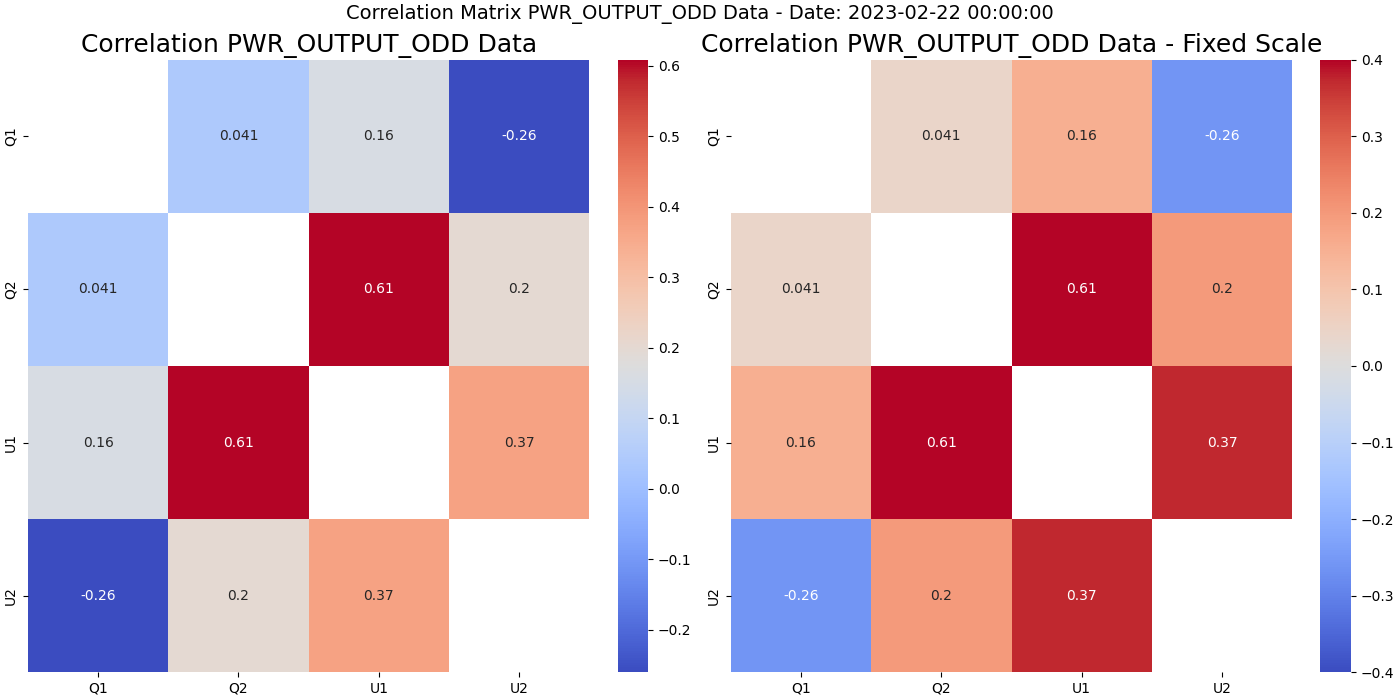 Correlation Matrix PWR_OUTPUT_ODD Data - Date: 2023-02-22 00:00:00
Correlation PWR_OUTPUT_ODD Data
Q1
0.041
0.16
-0.26
Q2
0.041
0.61
0.2
U1
0.16
0.61
0.37
U2
-0.26
0.2
0.37
Q1
Q2
U1
U2
0.6
0.5
0.4
0.3
0.2
0.1
0.0
−0.1
−0.2
Correlation PWR_OUTPUT_ODD Data - Fixed Scale
Q1
0.041
0.16
-0.26
Q2
0.041
0.61
0.2
U1
0.16
0.61
0.37
U2
-0.26
0.2
0.37
Q1
Q2
U1
U2
0.4
0.3
0.2
0.1
0.0
−0.1
−0.2
−0.3
−0.4